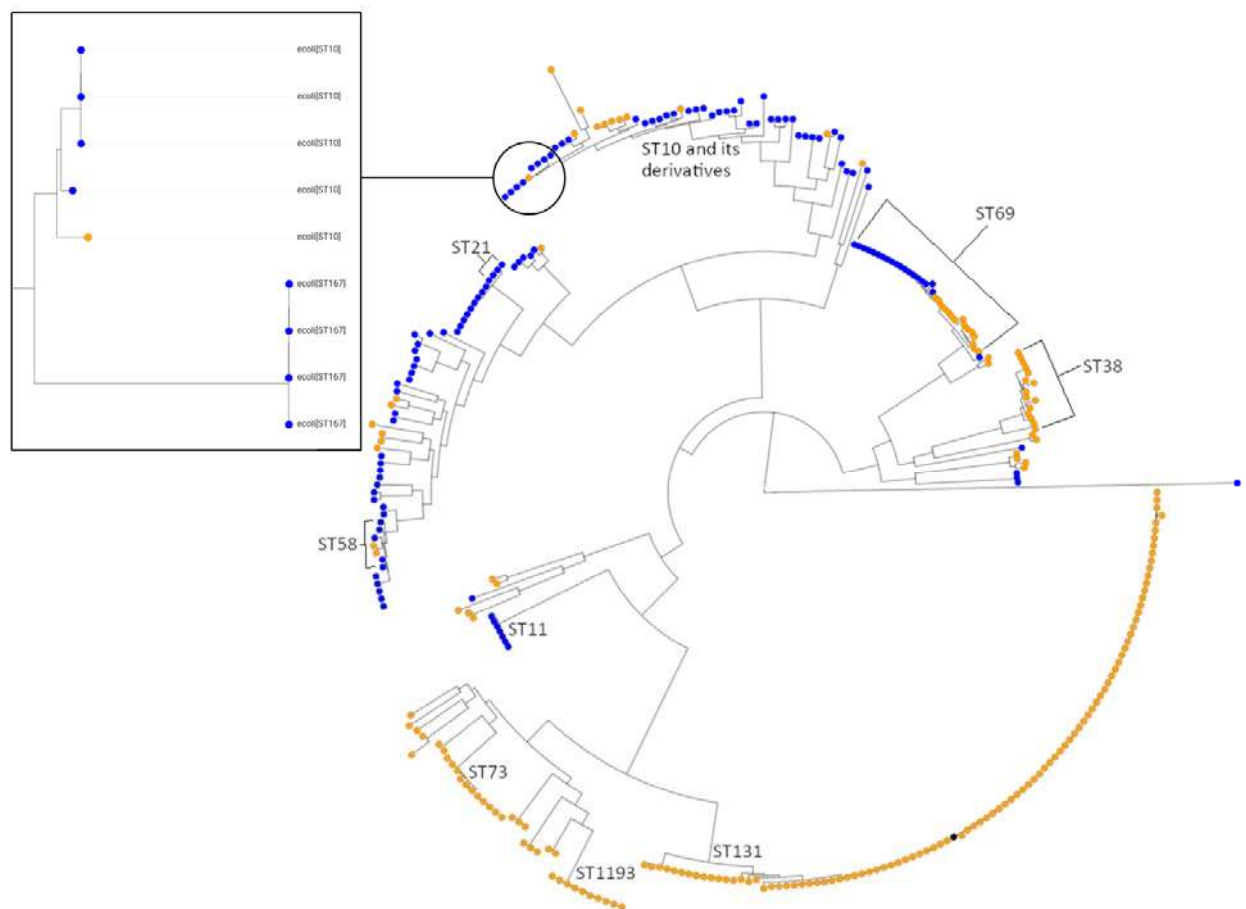 ecoli[ST10]
ecoli[ST10]
ecoli[ST10]
ecoli[ST10]
ecoli[ST10]
ecoli[ST167]
ecoli[ST167]
ecoli[ST167]
ecoli[ST167]
ST10 and its
derivatives
ST69
ST21
ST38
ST58
ST11
ST73
ST131
ST1193